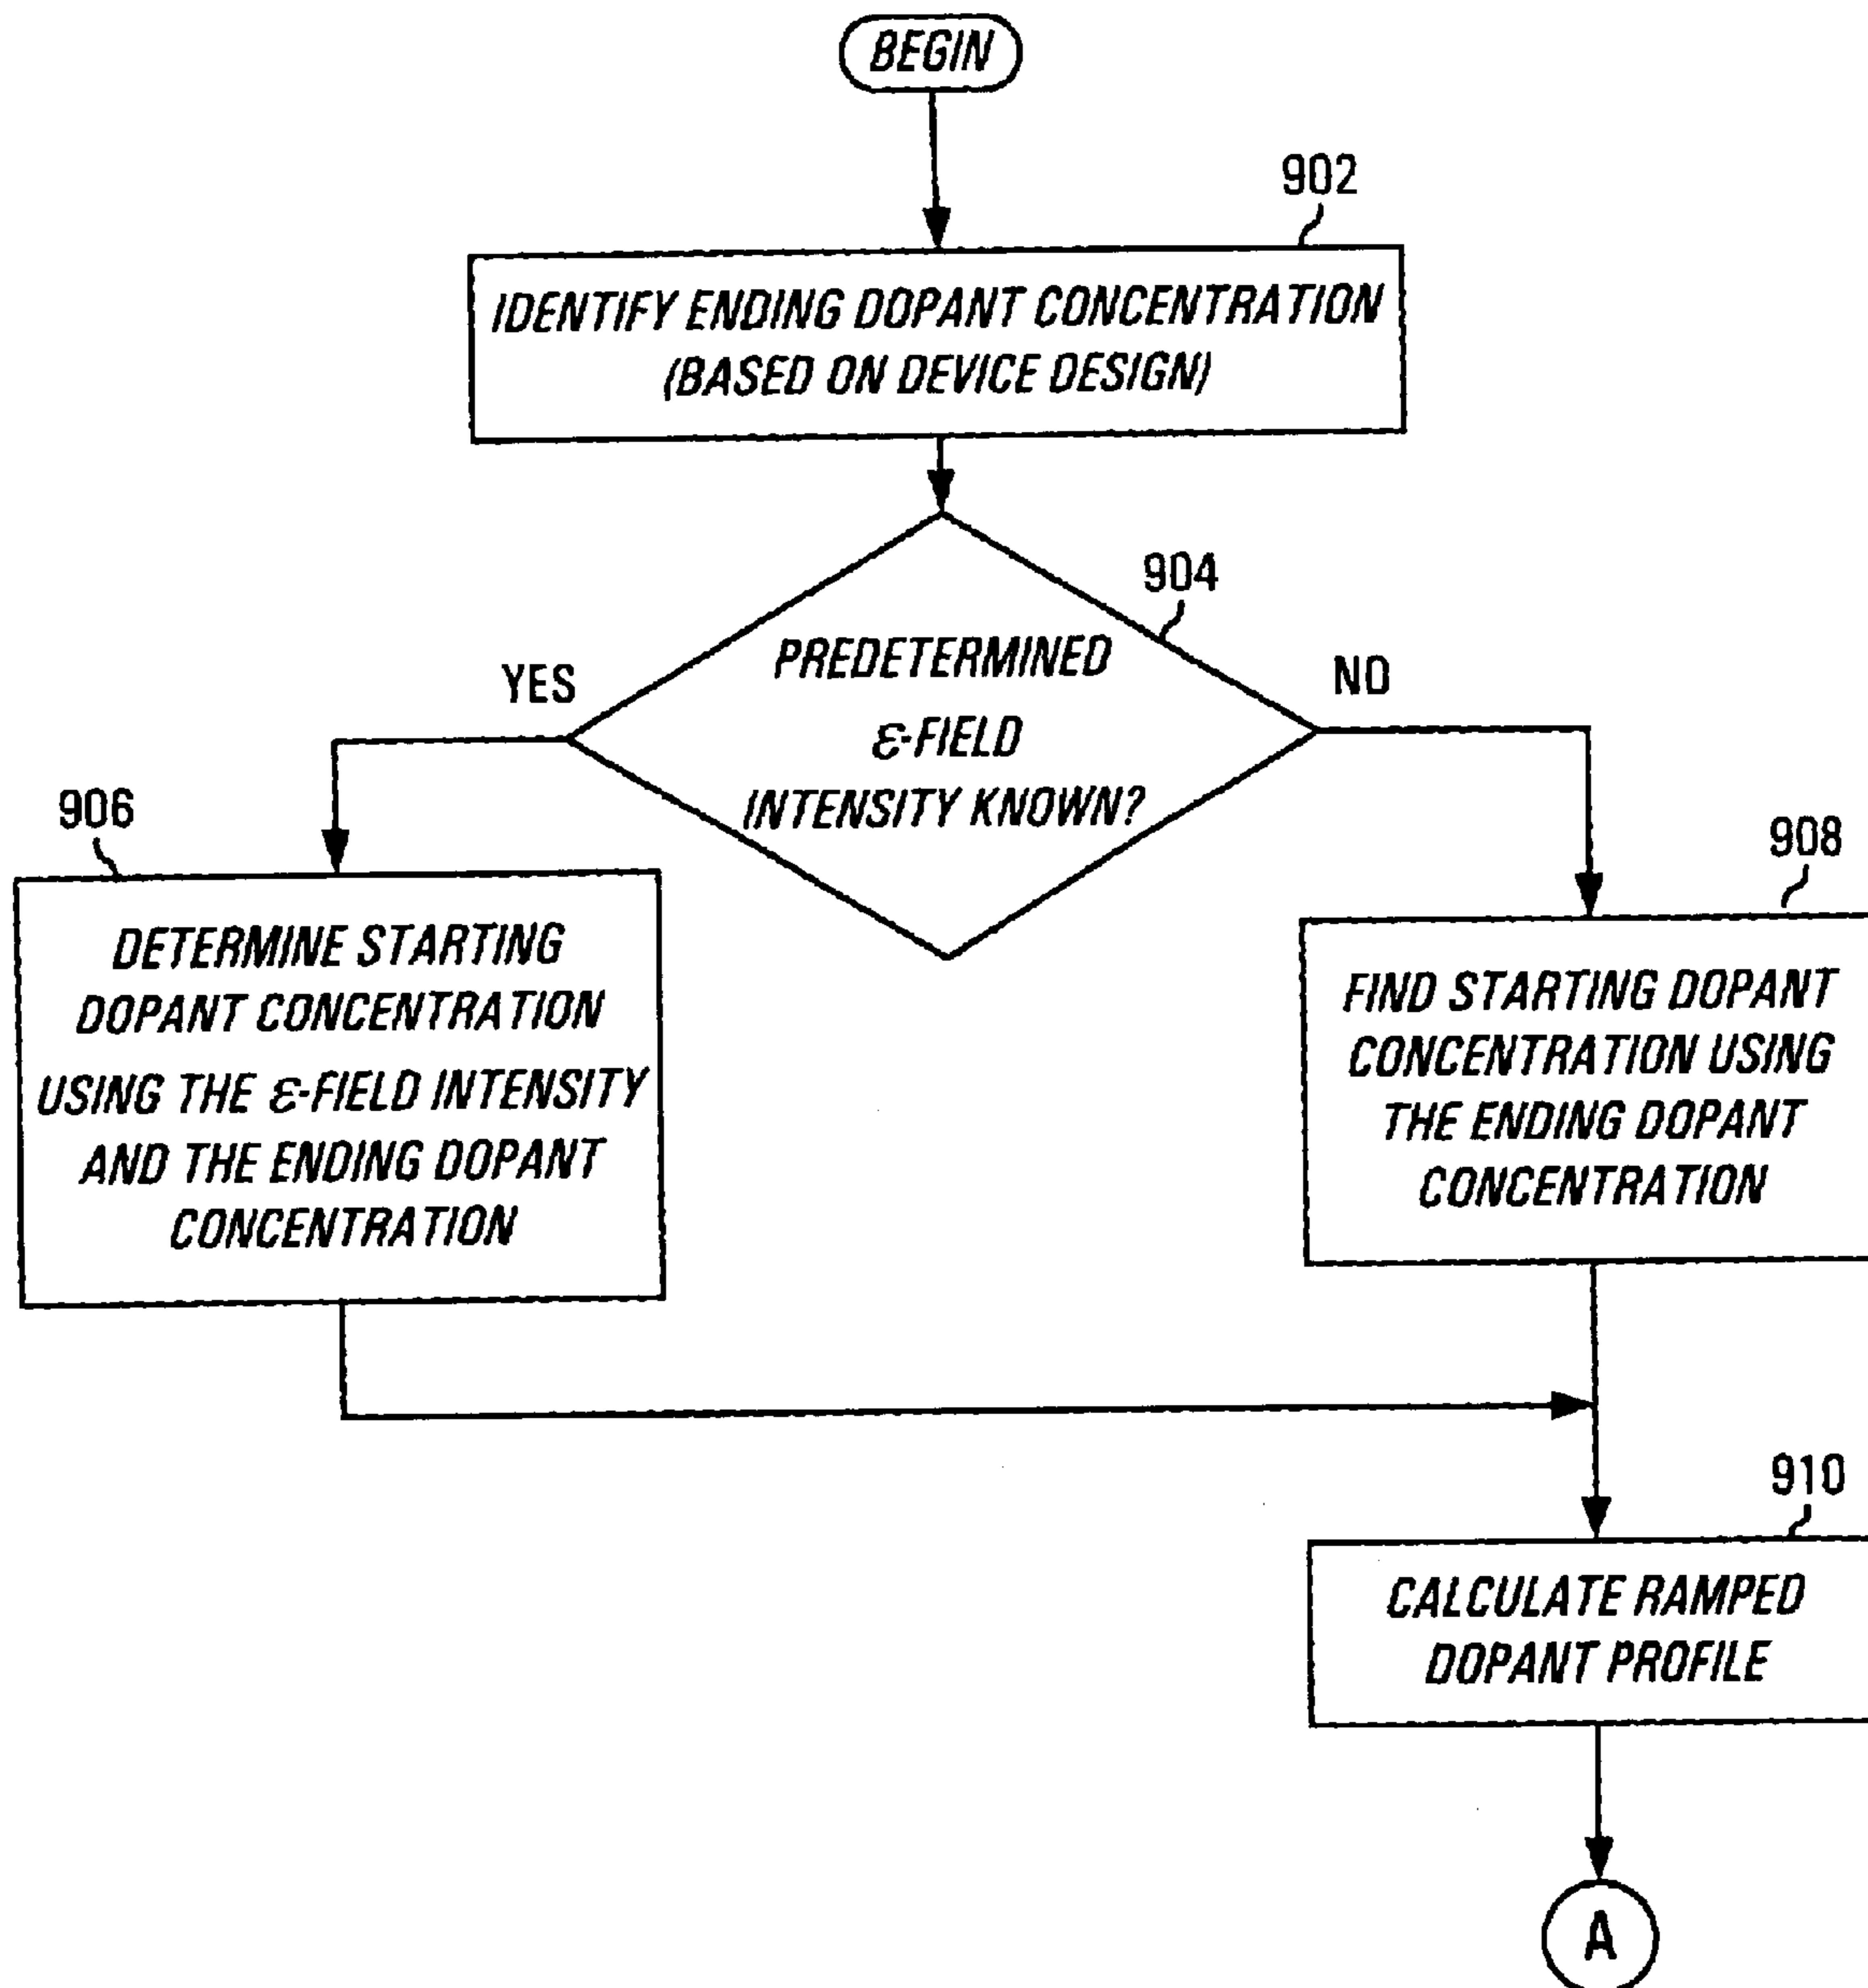 BEGIN
902
IDENTIFY ENDING DOPANT CONCENTRATION
(BASED ON DEVICE DESIGN)
904
PREDETERMINED
ε-FIELD
INTENSITY KNOWN?
YES
NO
906
DETERMINE STARTING
DOPANT CONCENTRATION
USING THE ε-FIELD INTENSITY
AND THE ENDING DOPANT
CONCENTRATION
908
FIND STARTING DOPANT
CONCENTRATION USING
THE ENDING DOPANT
CONCENTRATION
910
CALCULATE RAMPED
DOPANT PROFILE
A